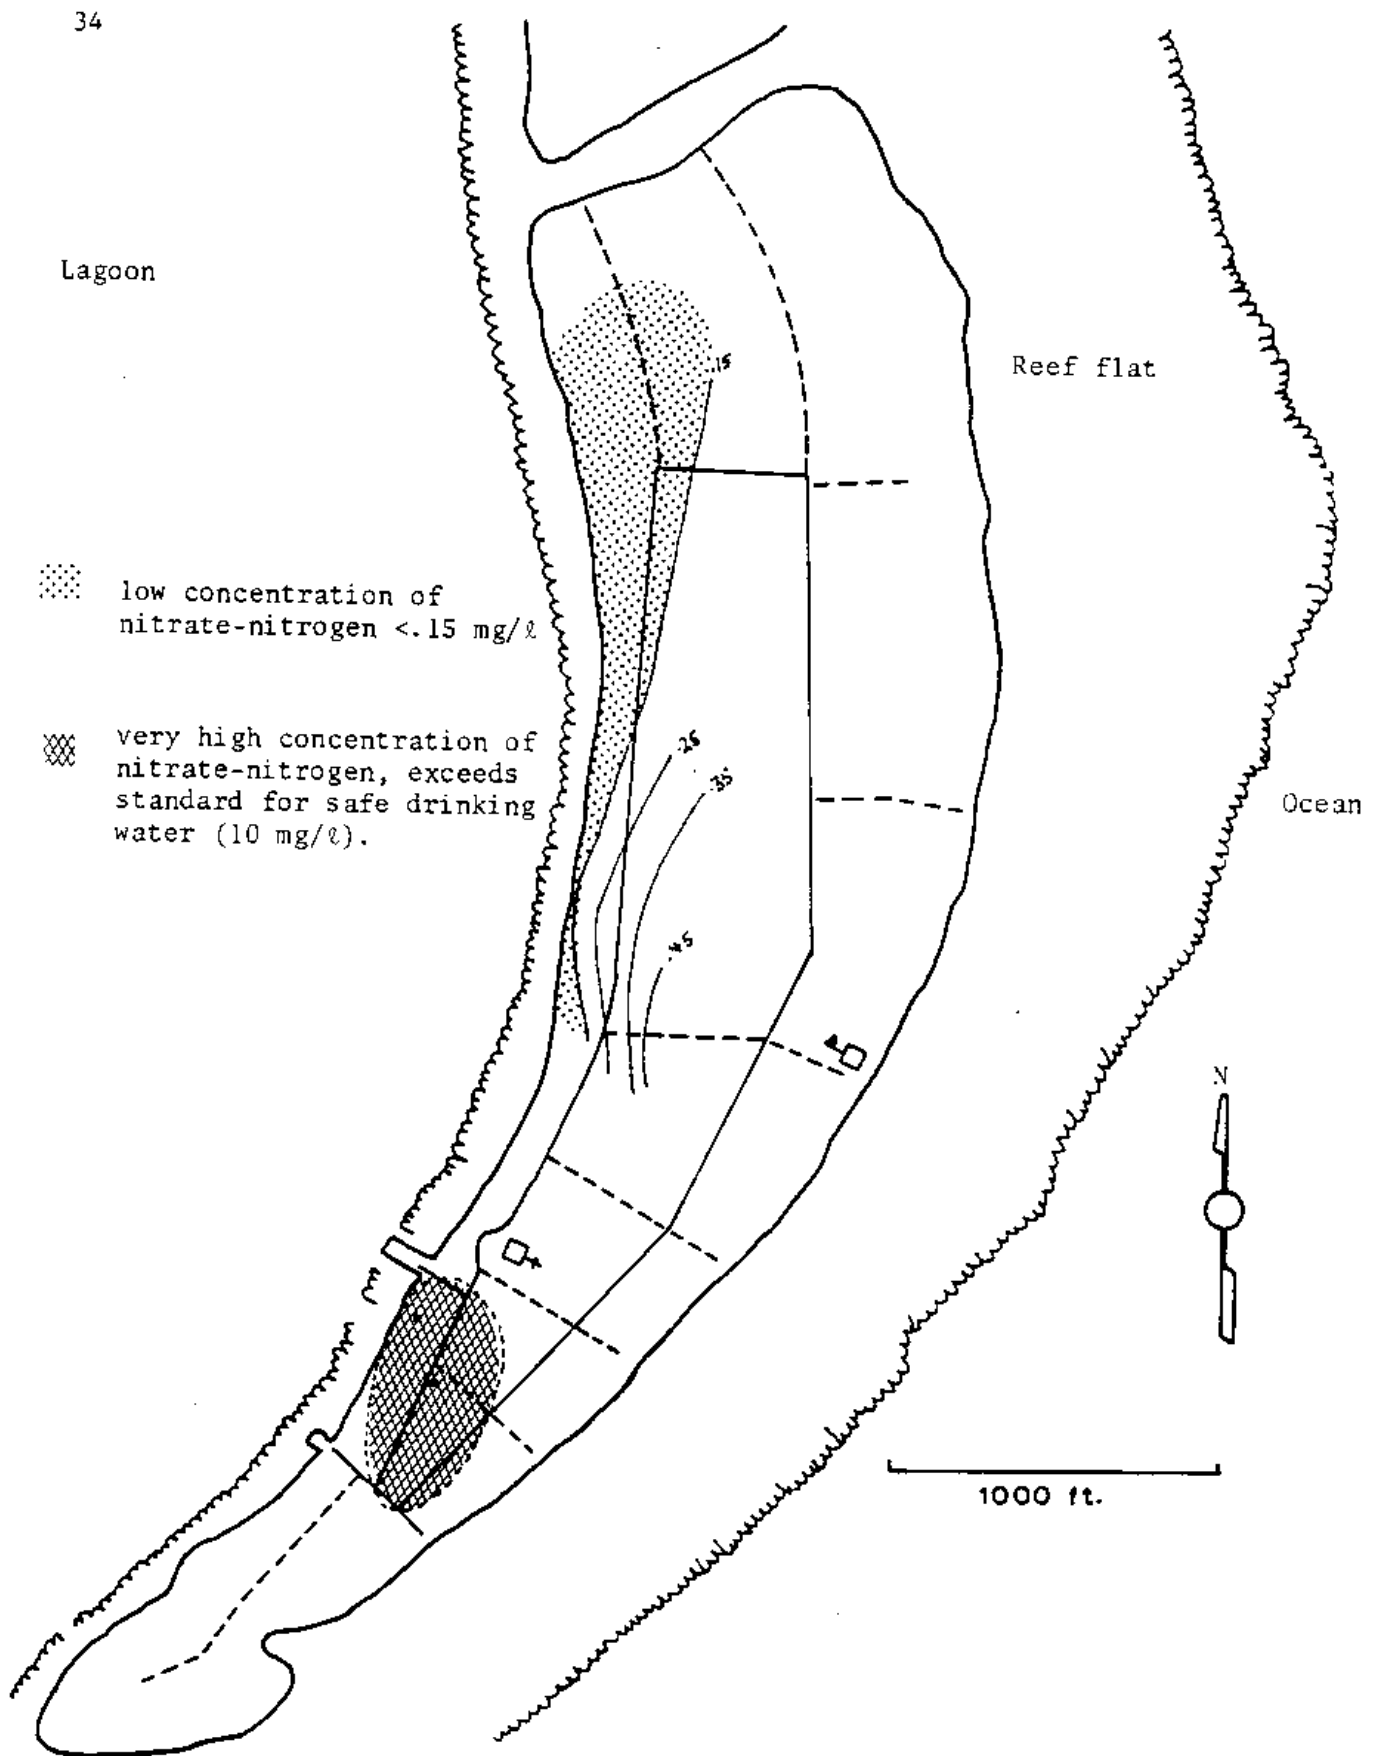 34
Lagoon
.15
Reef flat
low concentration of
nitrate-nitrogen <.15 mg/ℓ
very high concentration of
nitrate-nitrogen, exceeds
standard for safe drinking
water (10 mg/ℓ).
.25
.35
Ocean
.45
N
1000 ft.